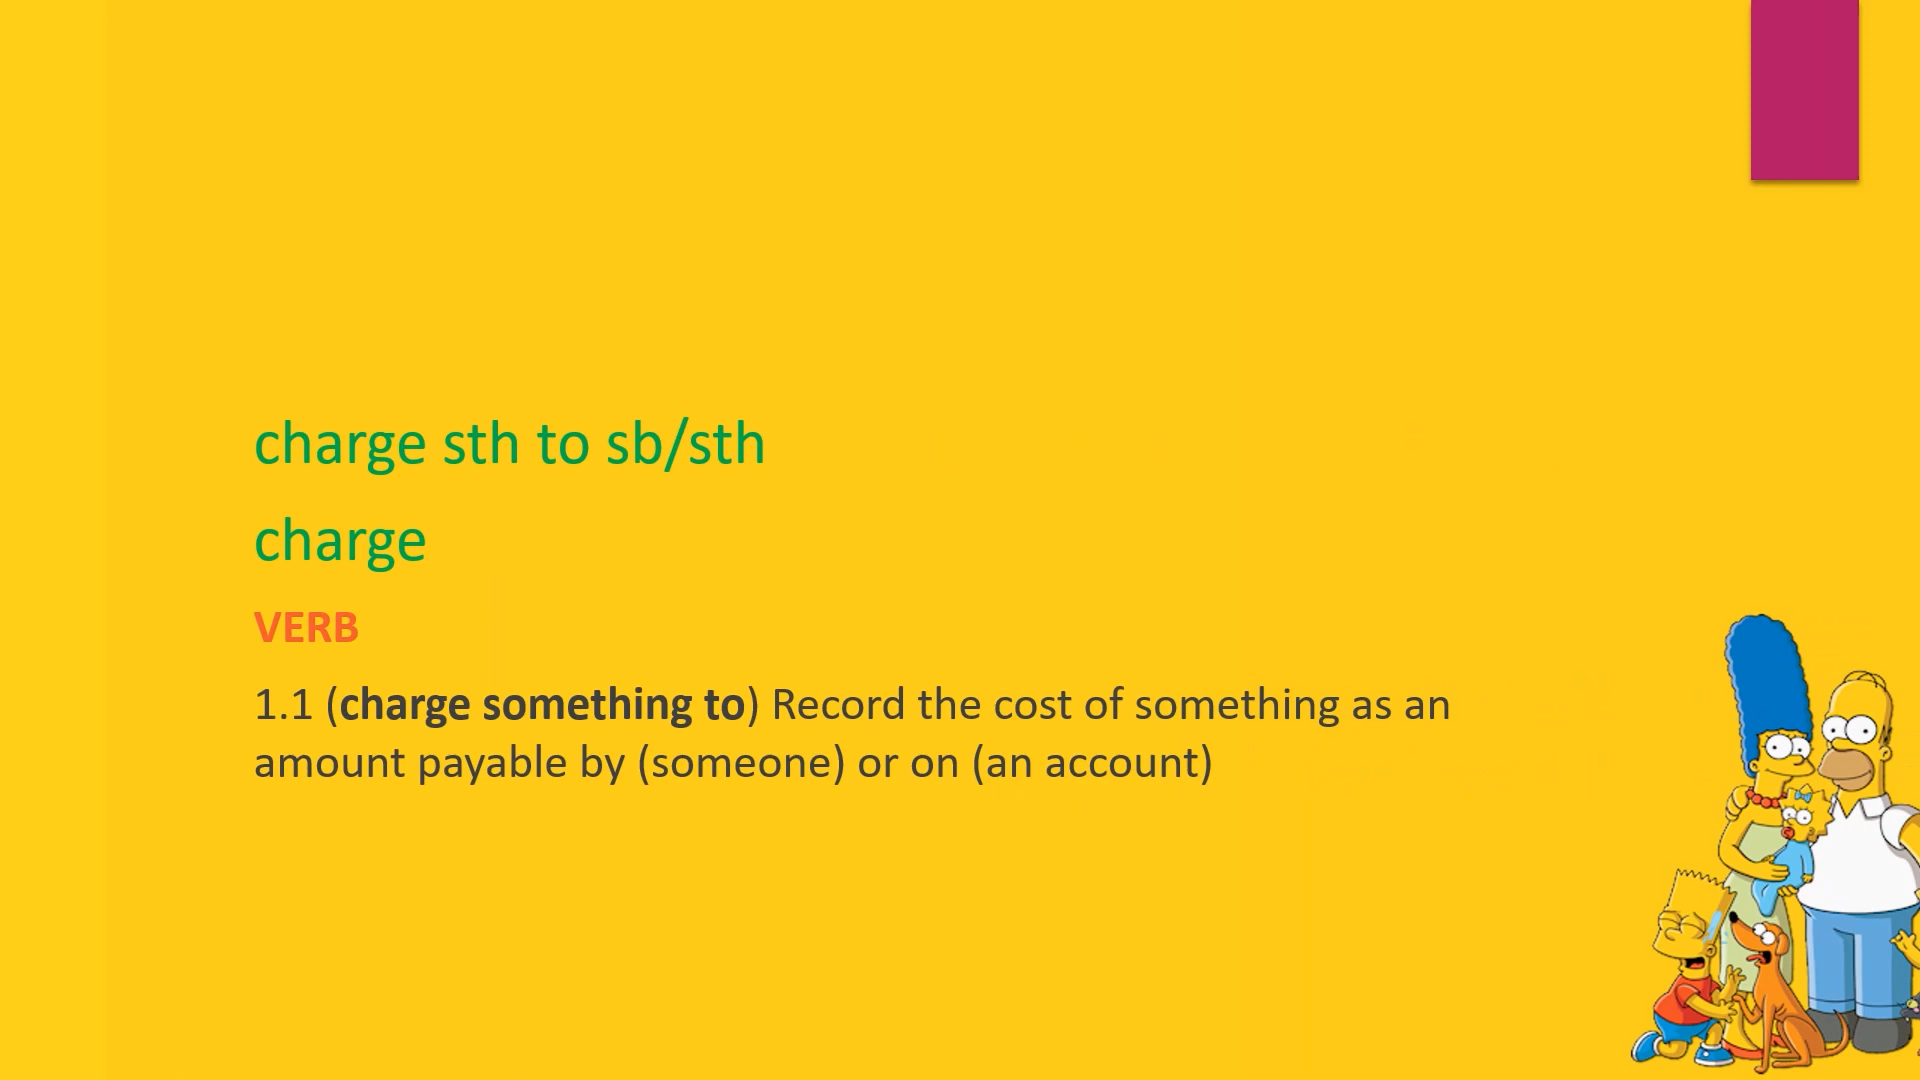 charge sth to sb/sth
charge
VERB
1.1 (charge something to) Record the cost of something as an
amount payable by (someone) or on (an account)